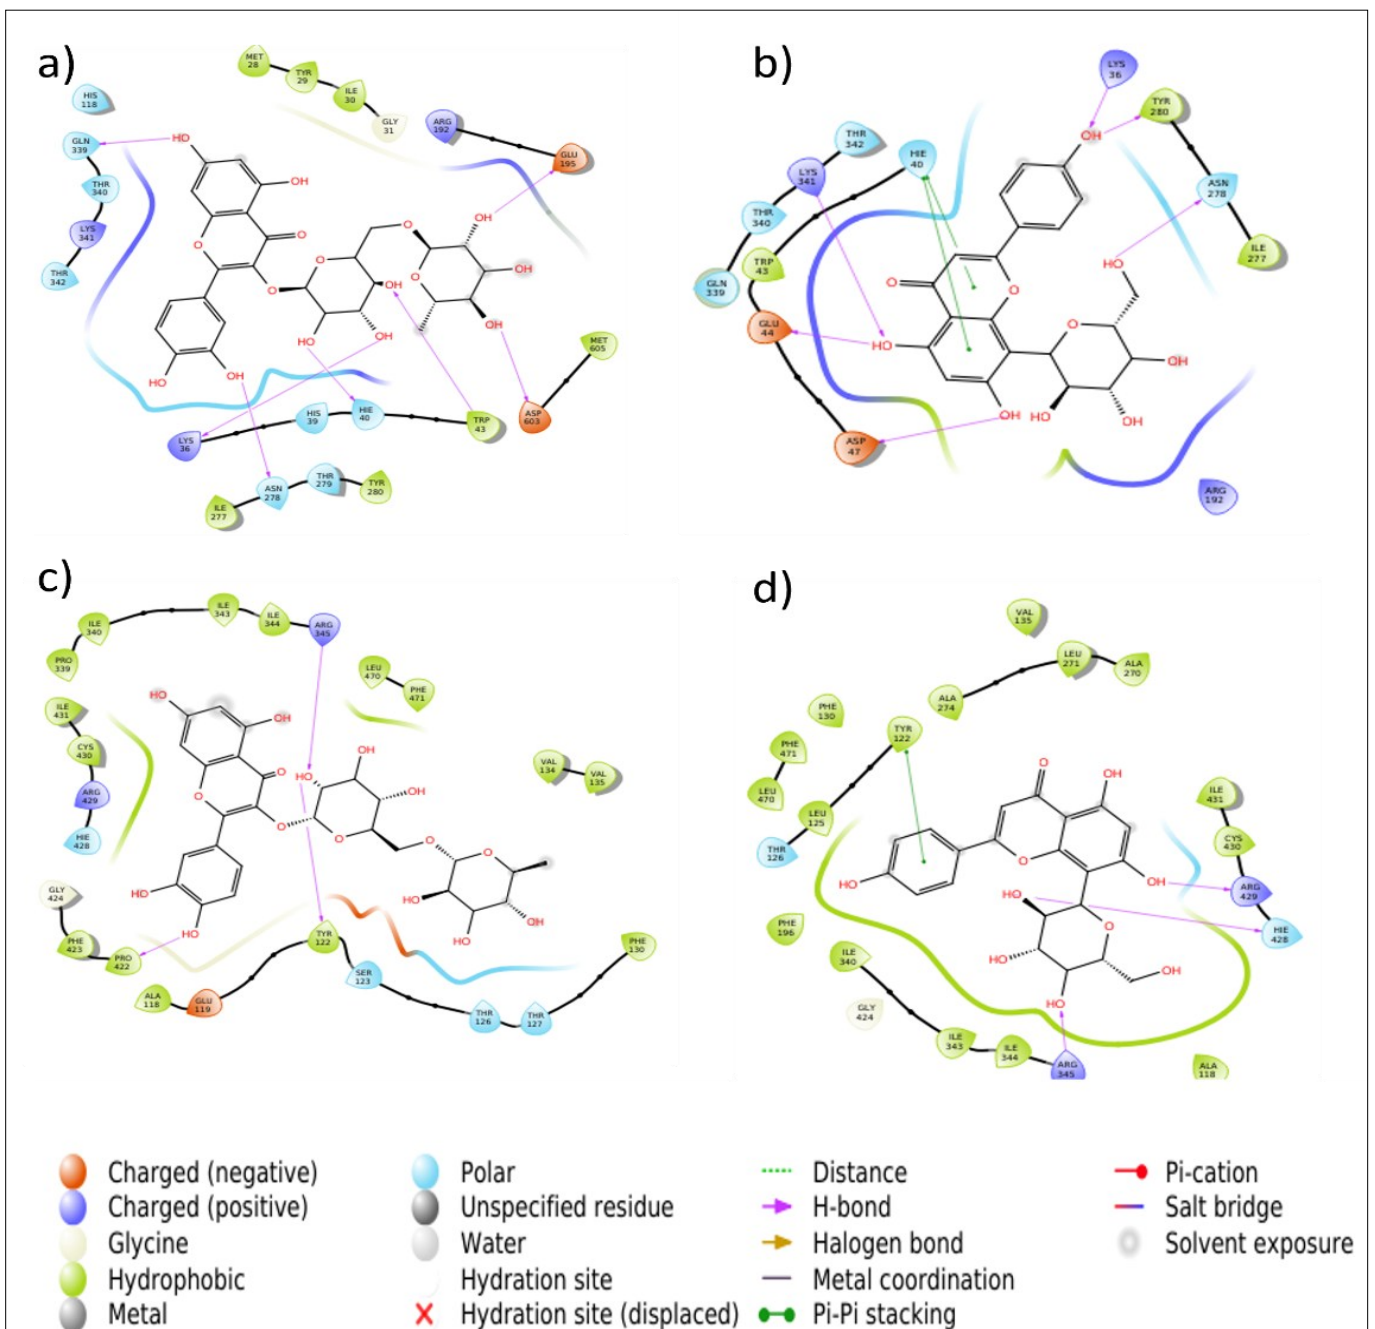 a)
MET
28
TYR
29
ILE
30
GLY
31
HIS
118
ARG
192
GLU
195
GLN
339
THR
340
LYS
341
THR
342
HO
OH
O
O
O
O
O
O
O
OH
OH
OH
OH
OH
OH
HO
HO
OH
MET
605
ASP
603
TRP
43
HIE
40
HIS
39
LYS
36
ASN
278
THR
279
TYR
280
ILE
277
b)
LYS
36
TYR
280
OH
THR
342
HIE
40
LYS
341
ASN
278
THR
340
TRP
43
ILE
277
GLN
339
HO
O
O
GLU
44
HO
O
OH
OH
HO
OH
ASP
47
ARG
192
c)
ILE
343
ILE
344
ARG
345
ILE
340
PRO
339
LEU
470
PHE
471
HO
OH
ILE
431
CYS
430
ARG
429
HIE
428
O
O
O
HO
OH
OH
O
O
O
VAL
134
VAL
135
HO
HO
HO
HO
OH
GLY
424
PHE
423
PRO
422
TYR
122
SER
123
ALA
118
GLU
119
THR
126
THR
127
PHE
130
d)
VAL
135
LEU
271
ALA
270
ALA
274
PHE
130
TYR
122
PHE
471
LEU
470
LEU
125
THR
126
O
OH
ILE
431
CYS
430
ARG
429
HIE
428
HO
O
OH
HO
O
HO
OH
HO
PHE
196
ILE
340
GLY
424
ILE
343
ILE
344
ARG
345
ALA
118
Charged (negative)
Charged (positive)
Glycine
Hydrophobic
Metal
Polar
Unspecified residue
Water
Hydration site
Hydration site (displaced)
Distance
H-bond
Halogen bond
Metal coordination
Pi-Pi stacking
Pi-cation
Salt bridge
Solvent exposure